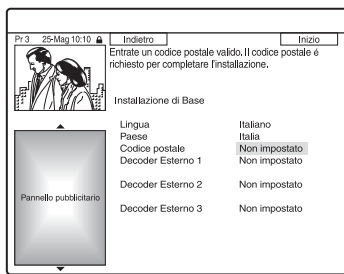 Pr 3 25-Mag 10:10 Indietro Inizio
Entrate un codice postale valido. Il codice postale é
richiesto per completare l'installazione.
Installazione di Base
Lingua Italiano
Paese Italia
Codice postale Non impostato
Decoder Esterno 1 Non impostato
Decoder Esterno 2 Non impostato
Pannello pubblicitario
Decoder Esterno 3 Non impostato